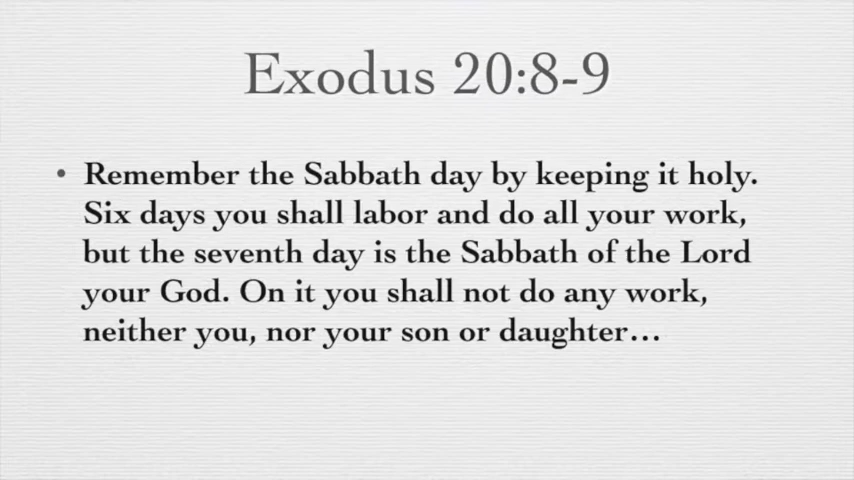 Exodus 20:8-9
• Remember the Sabbath day by keeping it holy.
Six days you shall labor and do all your work,
but the seventh day is the Sabbath of the Lord
your God. On it you shall not do any work,
neither you, nor your son or daughter…